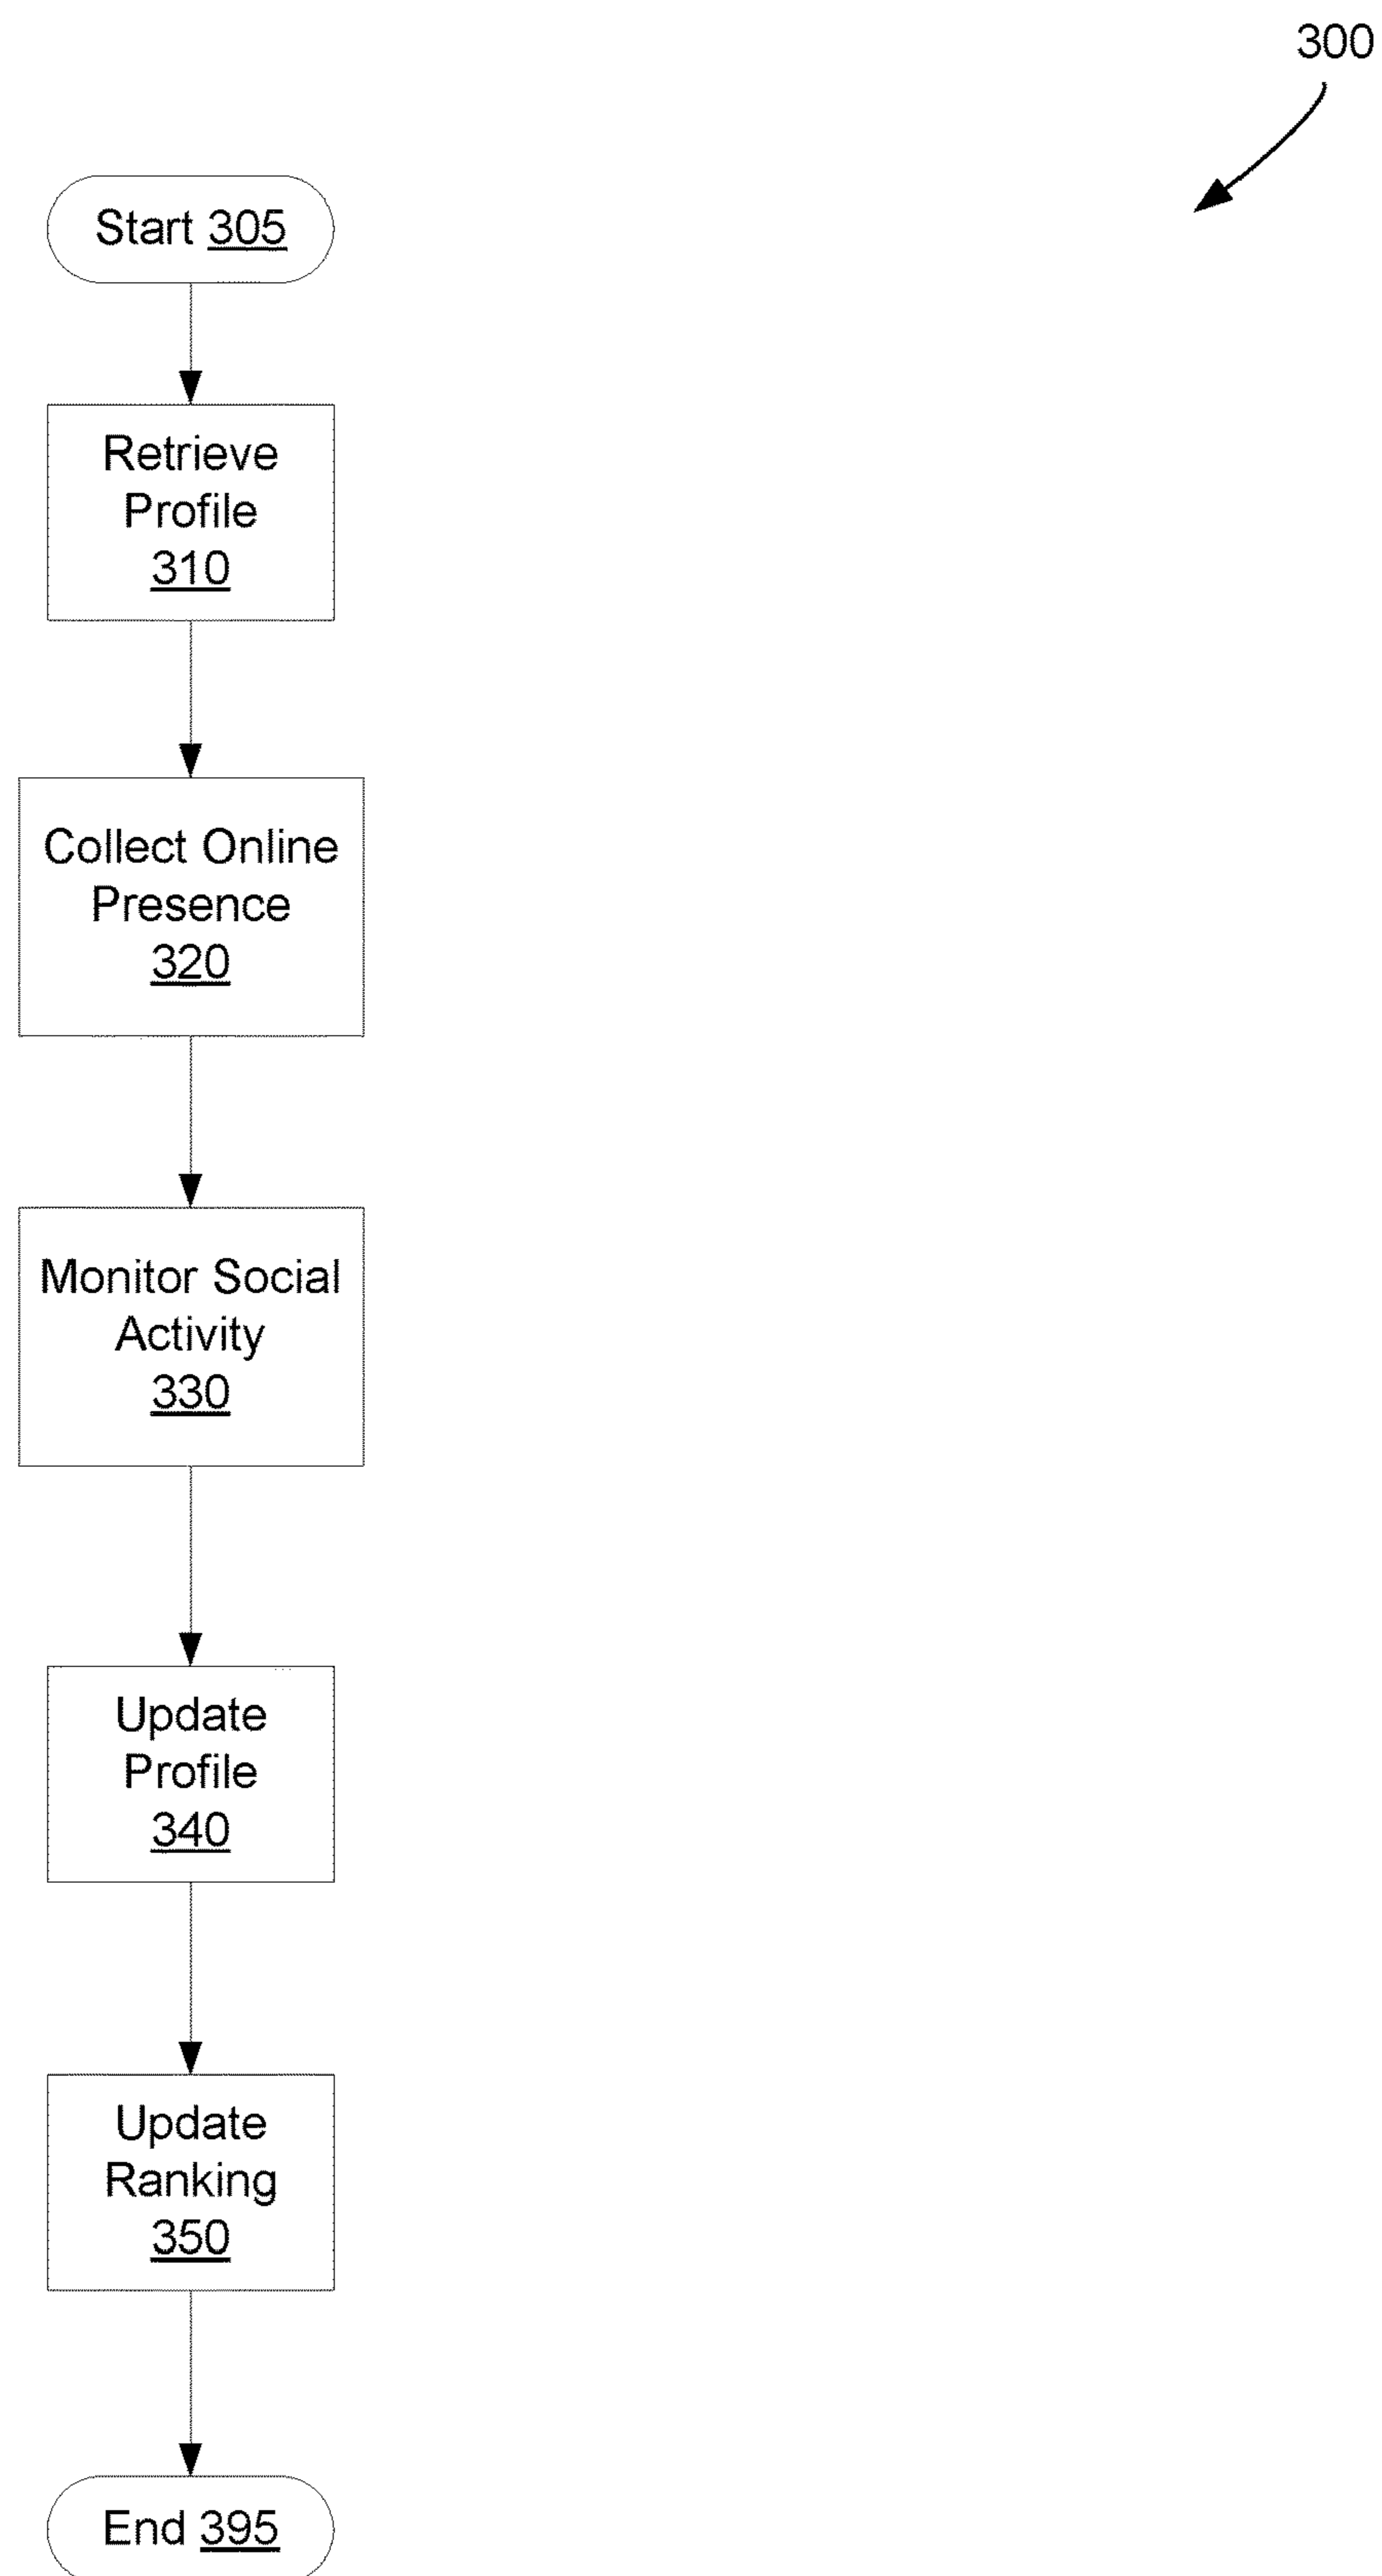 300
Start 305
Retrieve
Profile
310
Collect Online
Presence
320
Monitor Social
Activity
330
Update
Profile
340
Update
Ranking
350
End 395